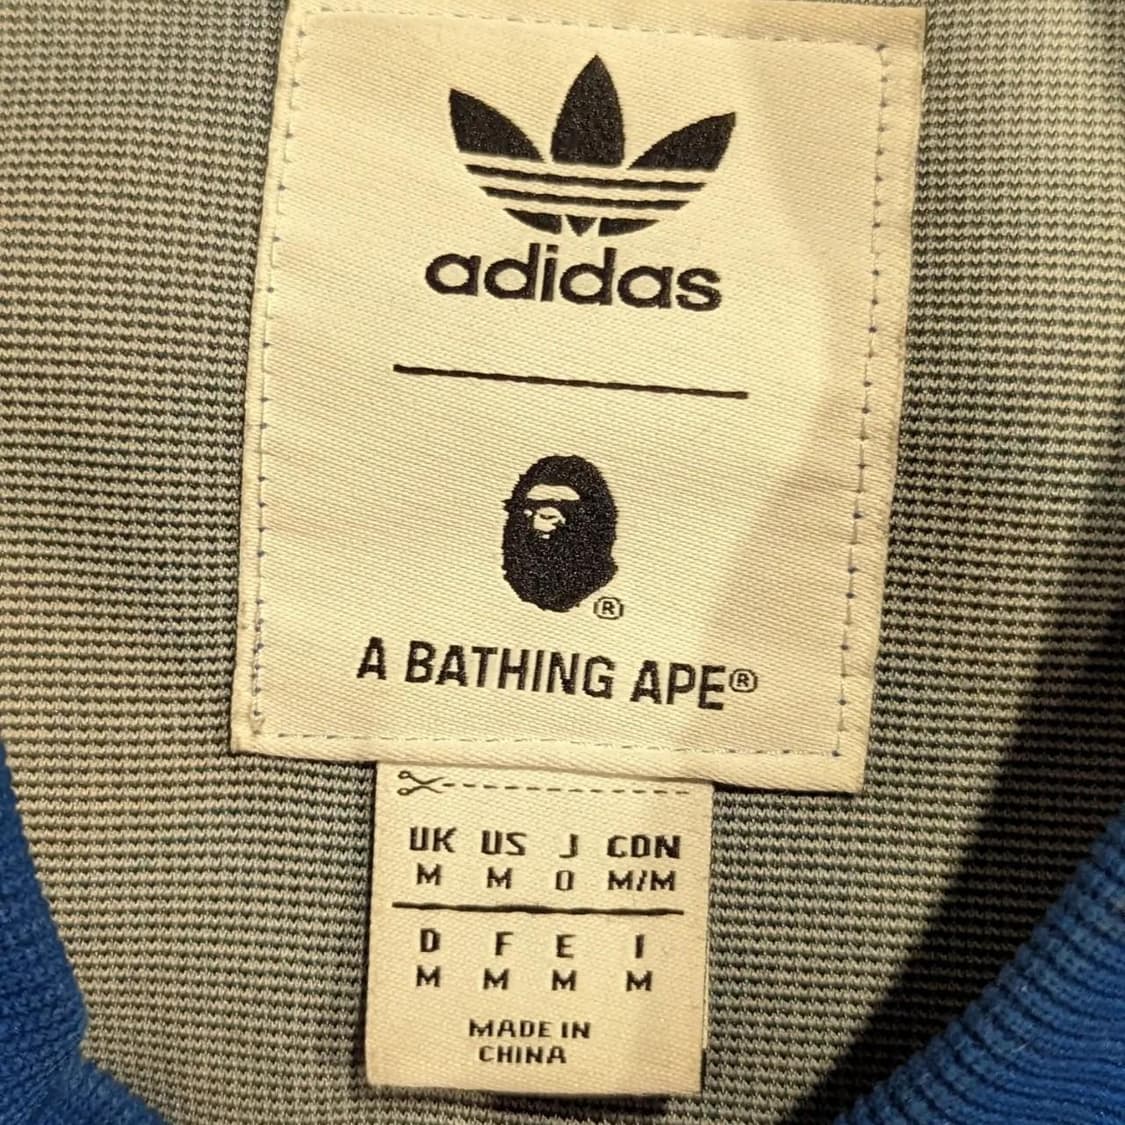 adidas
®
A BATHING APE®
UK US J CDN
M M O M/M
D F E I
M M M M
MADE IN
CHINA